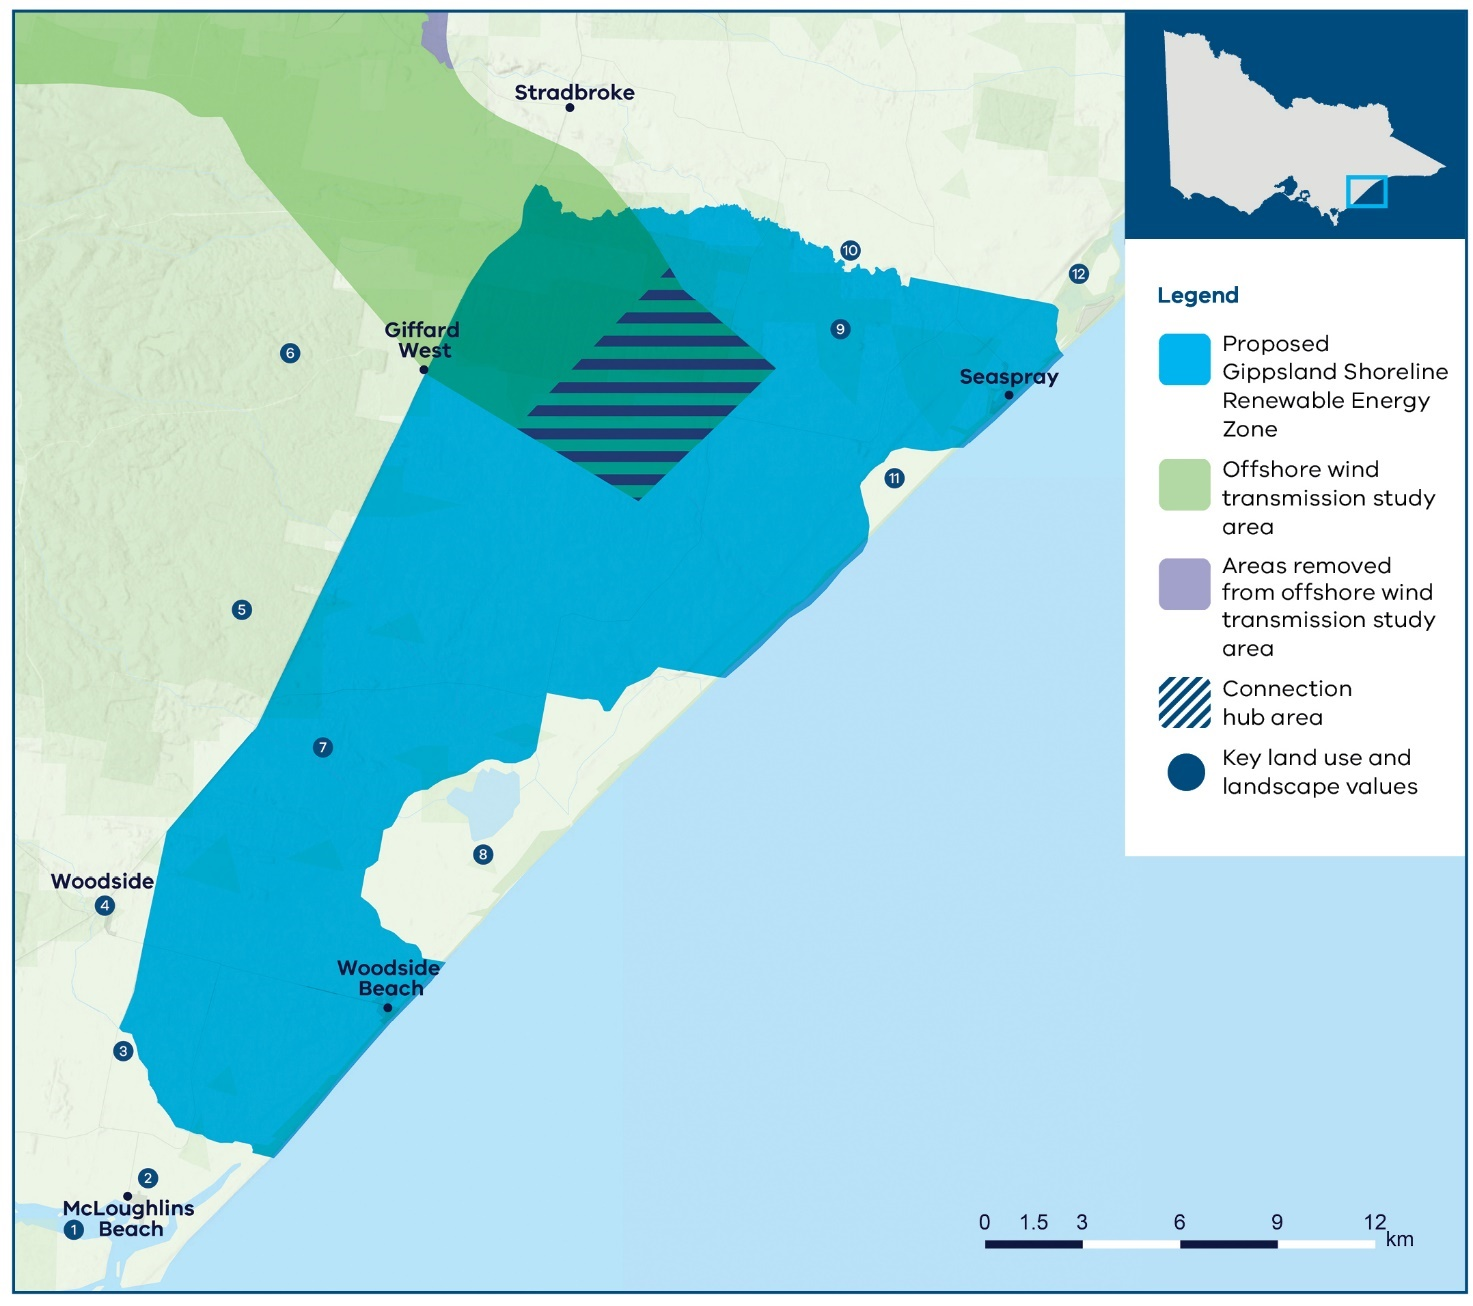 Stradbroke
10
12
Giffard
West
9
6
Seaspray
11
5
7
8
Woodside
4
Woodside
Beach
3
2
McLoughlins
Beach
1
Legend
Proposed
Gippsland Shoreline
Renewable Energy
Zone
Offshore wind
transmission study
area
Areas removed
from offshore wind
transmission study
area
Connection
hub area
Key land use and
landscape values
0 1.5 3 6 9 12
km